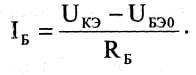 I_Б = (U_КЭ − U_БЭ0) / R_Б.